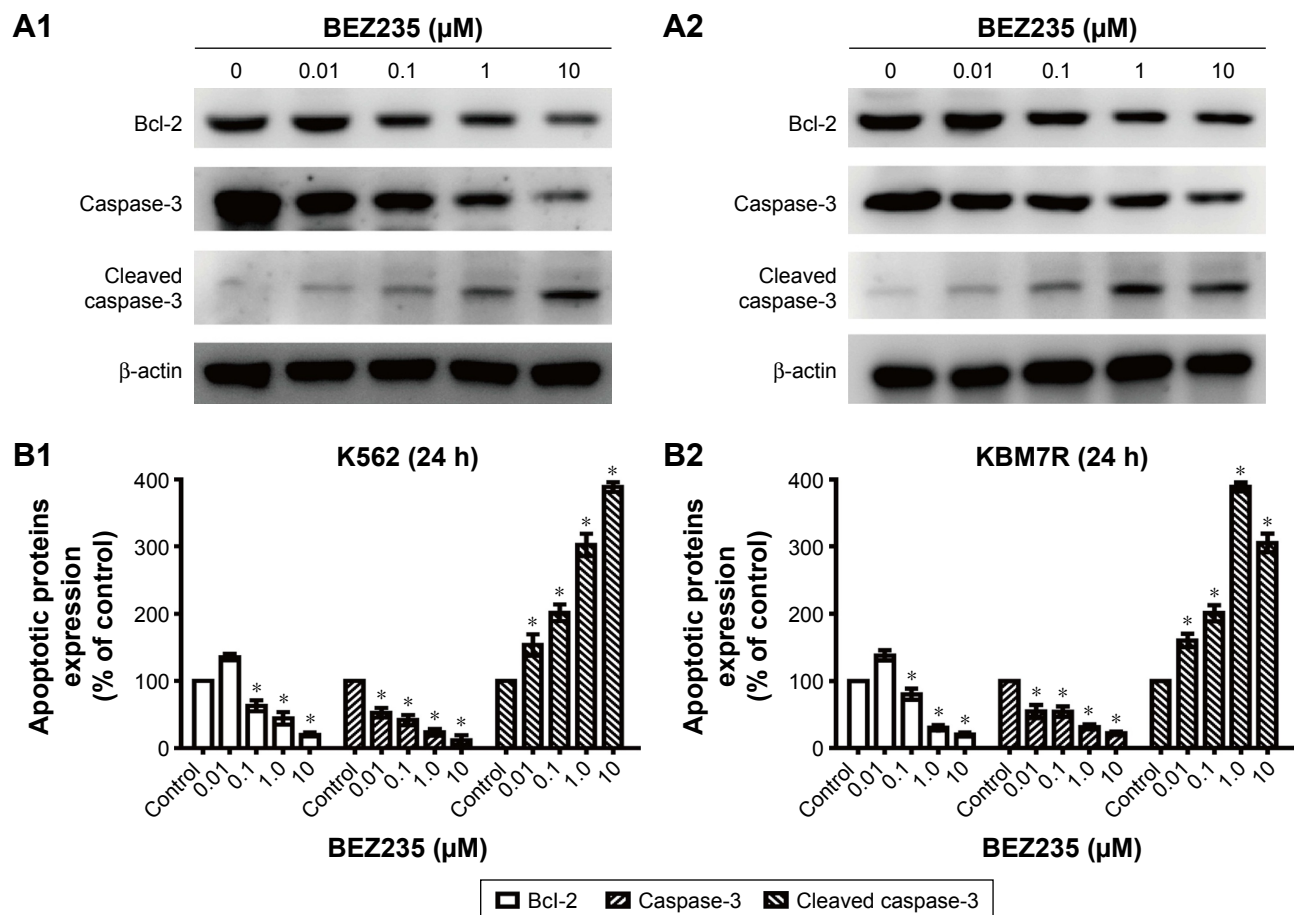 A1
BEZ235 (µM)
0 0.01 0.1 1 10
Bcl-2
Caspase-3
Cleaved
caspase-3
β-actin
A2
BEZ235 (µM)
0 0.01 0.1 1 10
Bcl-2
Caspase-3
Cleaved
caspase-3
β-actin
B1
K562 (24 h)
Apoptotic proteins
expression
(% of control)
400
300
200
100
0
* * * * * * * * * * *
Control 0.01 0.1 1.0 10 Control 0.01 0.1 1.0 10 Control 0.01 0.1 1.0 10
BEZ235 (µM)
B2
KBM7R (24 h)
Apoptotic proteins
expression
(% of control)
400
300
200
100
0
* * * * * * * * * * *
Control 0.01 0.1 1.0 10 Control 0.01 0.1 1.0 10 Control 0.01 0.1 1.0 10
BEZ235 (µM)
Bcl-2 Caspase-3 Cleaved caspase-3